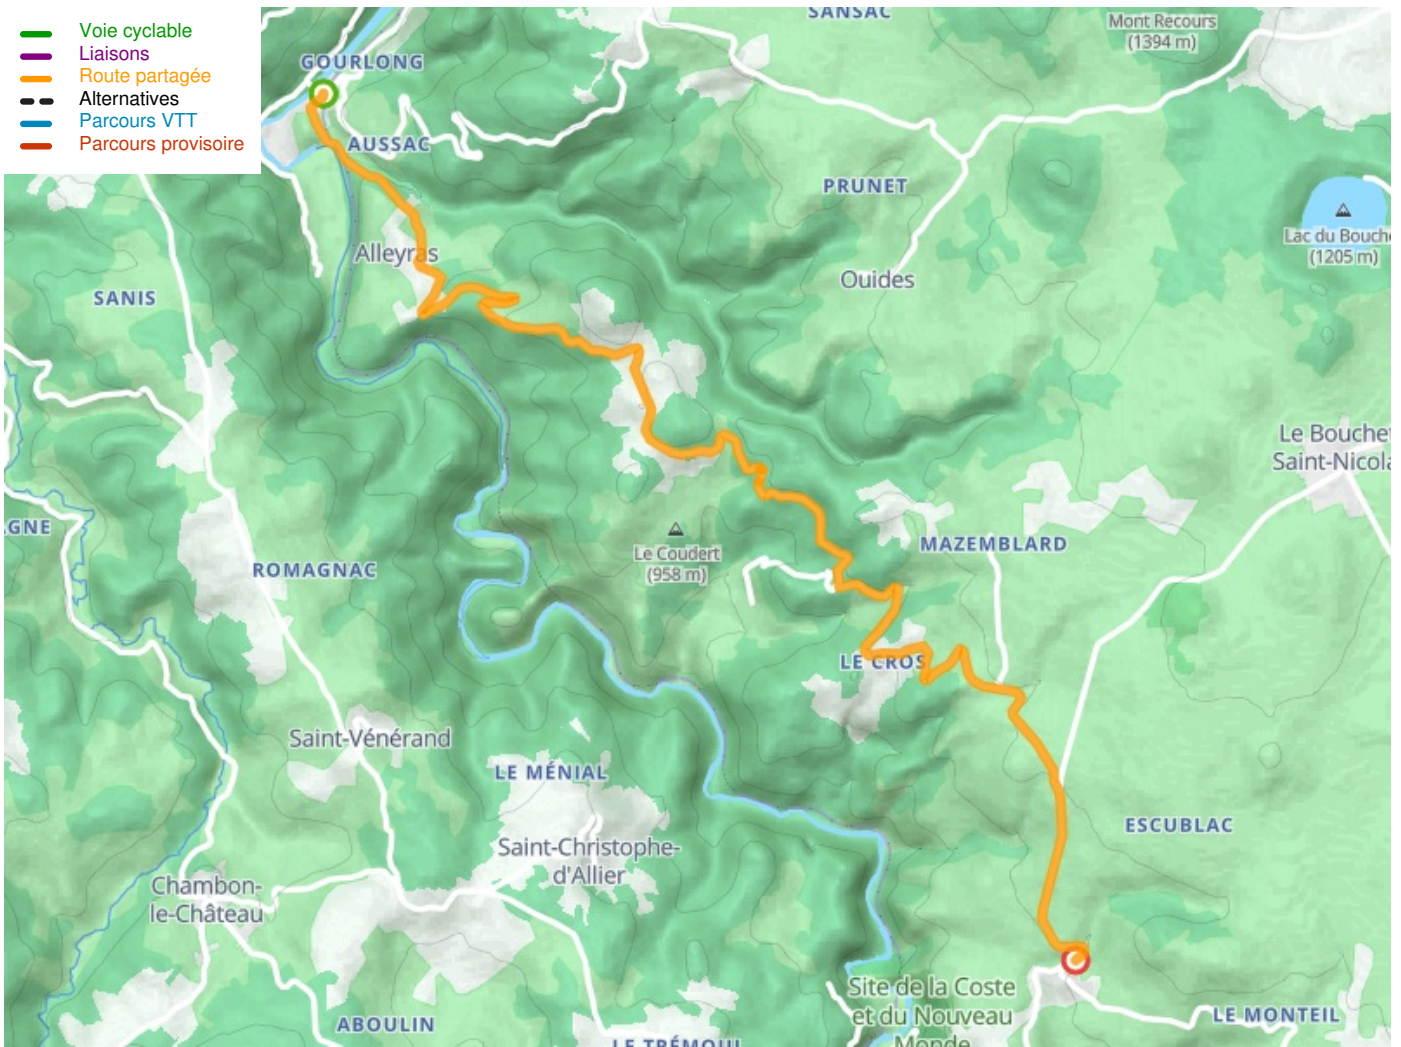 Voie cyclable
Liaisons
Route partagée
Alternatives
Parcours VTT
Parcours provisoire
SANSAC
Mont Recours
(1394 m)
GOURLONG
AUSSAC
PRUNET
Alleyras
Ouides
Lac du Bouche
(1205 m)
SANIS
Le Bouchet
Saint-Nicola
GNE
ROMAGNAC
Le Coudert
(958 m)
MAZEMBLARD
LE CROS
Saint-Vénérand
LE MÉNIAL
ESCUBLAC
Saint-Christophe-
d'Allier
Chambon-
le-Château
Site de la Coste
et du Nouveau
Monde
LE MONTEIL
ABOULIN
LE TRÉMOUL